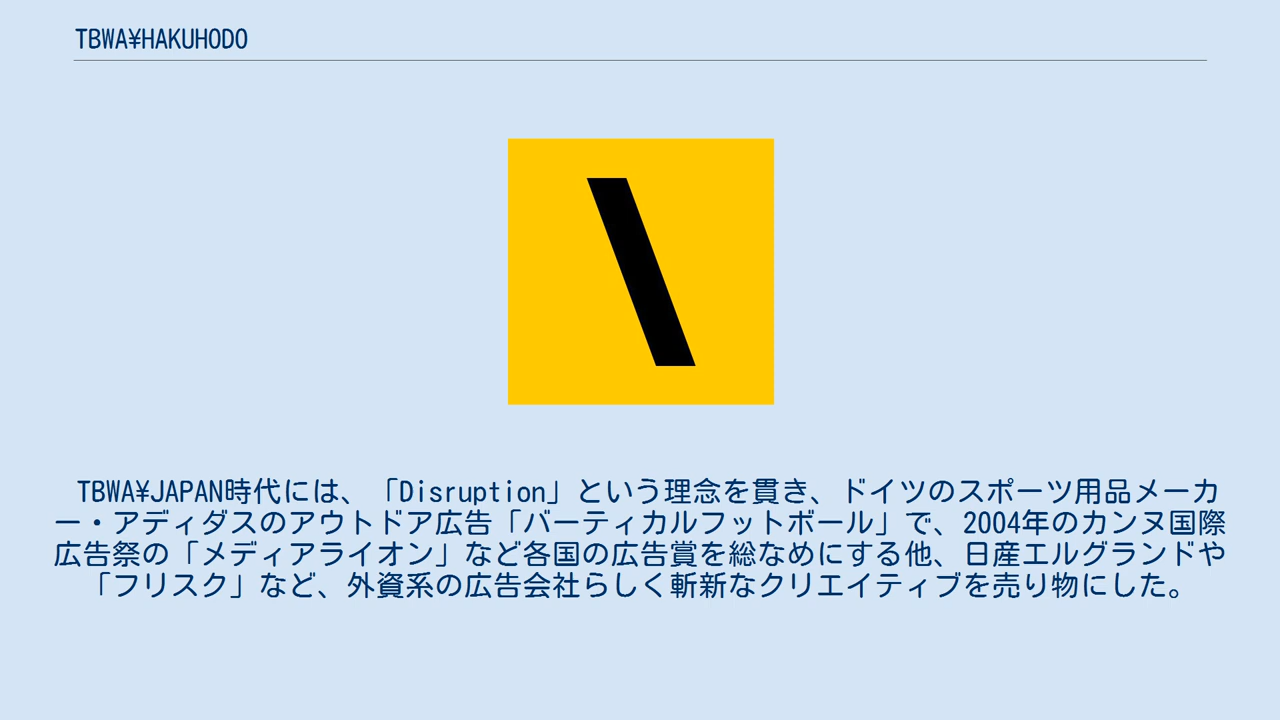 TBWA¥HAKUHODO
\
TBWA¥JAPAN時代には、「Disruption」という理念を貫き、ドイツのスポーツ用品メーカ
ー・アディダスのアウトドア広告「バーティカルフットボール」で、2004年のカンヌ国際
広告祭の「メディアライオン」など各国の広告賞を総なめにする他、日産エルグランドや
「フリスク」など、外資系の広告会社らしく斬新なクリエイティブを売り物にした。